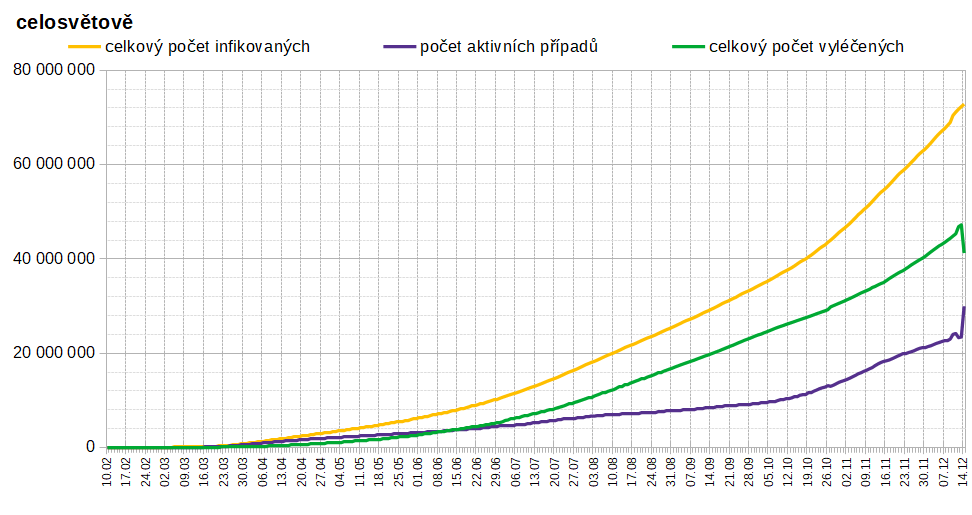 celosvětově
celkový počet infikovaných počet aktivních případů celkový počet vyléčených
80 000 000
60 000 000
40 000 000
20 000 000
0
10.02 17.02 24.02 02.03 09.03 16.03 23.03 30.03 06.04 13.04 20.04 27.04 04.05 11.05 18.05 25.05 01.06 08.06 15.06 22.06 29.06 06.07 13.07 20.07 27.07 03.08 10.08 17.08 24.08 31.08 07.09 14.09 21.09 28.09 05.10 12.10 19.10 26.10 02.11 09.11 16.11 23.11 30.11 07.12 14.12